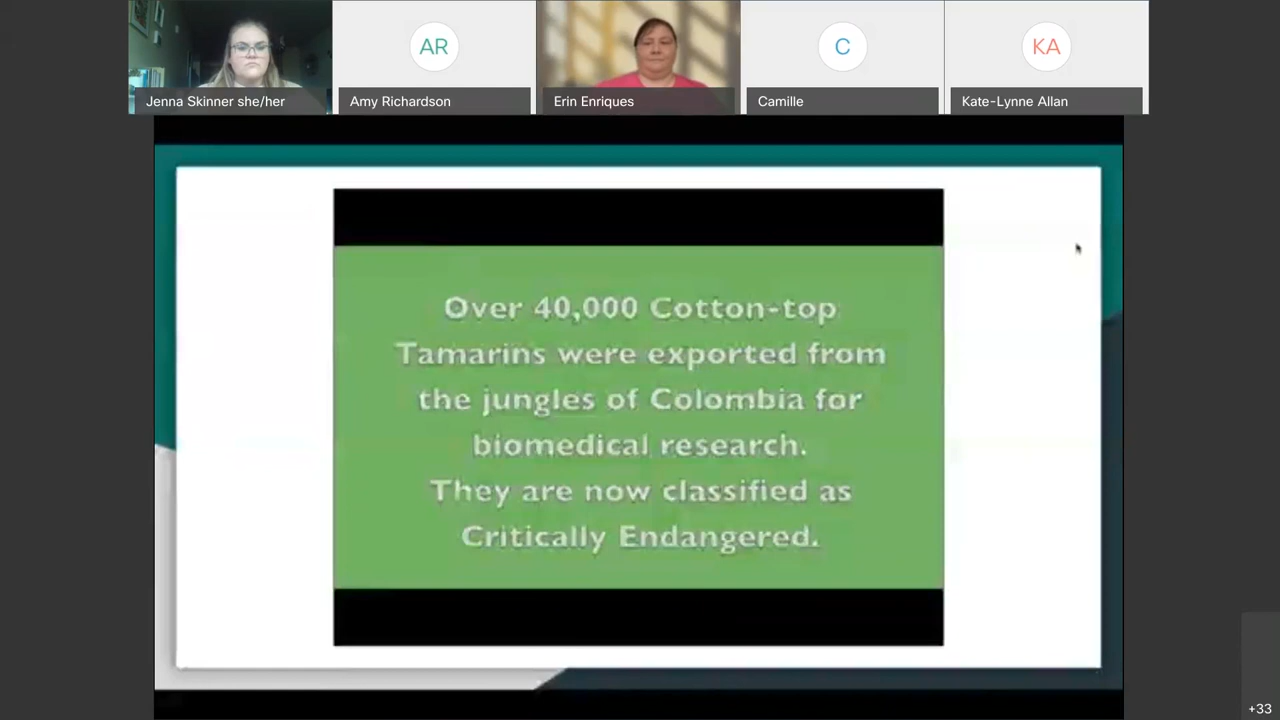 AR
C
KA
Jenna Skinner she/her
Amy Richardson
Erin Enriques
Camille
Kate-Lynne Allan
Over 40,000 Cotton-top
Tamarins were exported from
the jungles of Colombia for
biomedical research.
They are now classified as
Critically Endangered.
+33